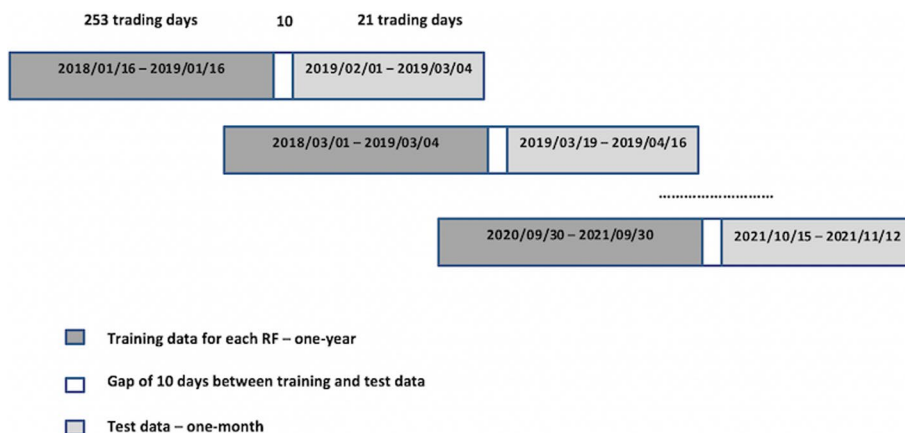 253 trading days 10 21 trading days
2018/01/16 – 2019/01/16 2019/02/01 – 2019/03/04
2018/03/01 – 2019/03/04 2019/03/19 – 2019/04/16
...........................
2020/09/30 – 2021/09/30 2021/10/15 – 2021/11/12
Training data for each RF – one-year
Gap of 10 days between training and test data
Test data – one-month